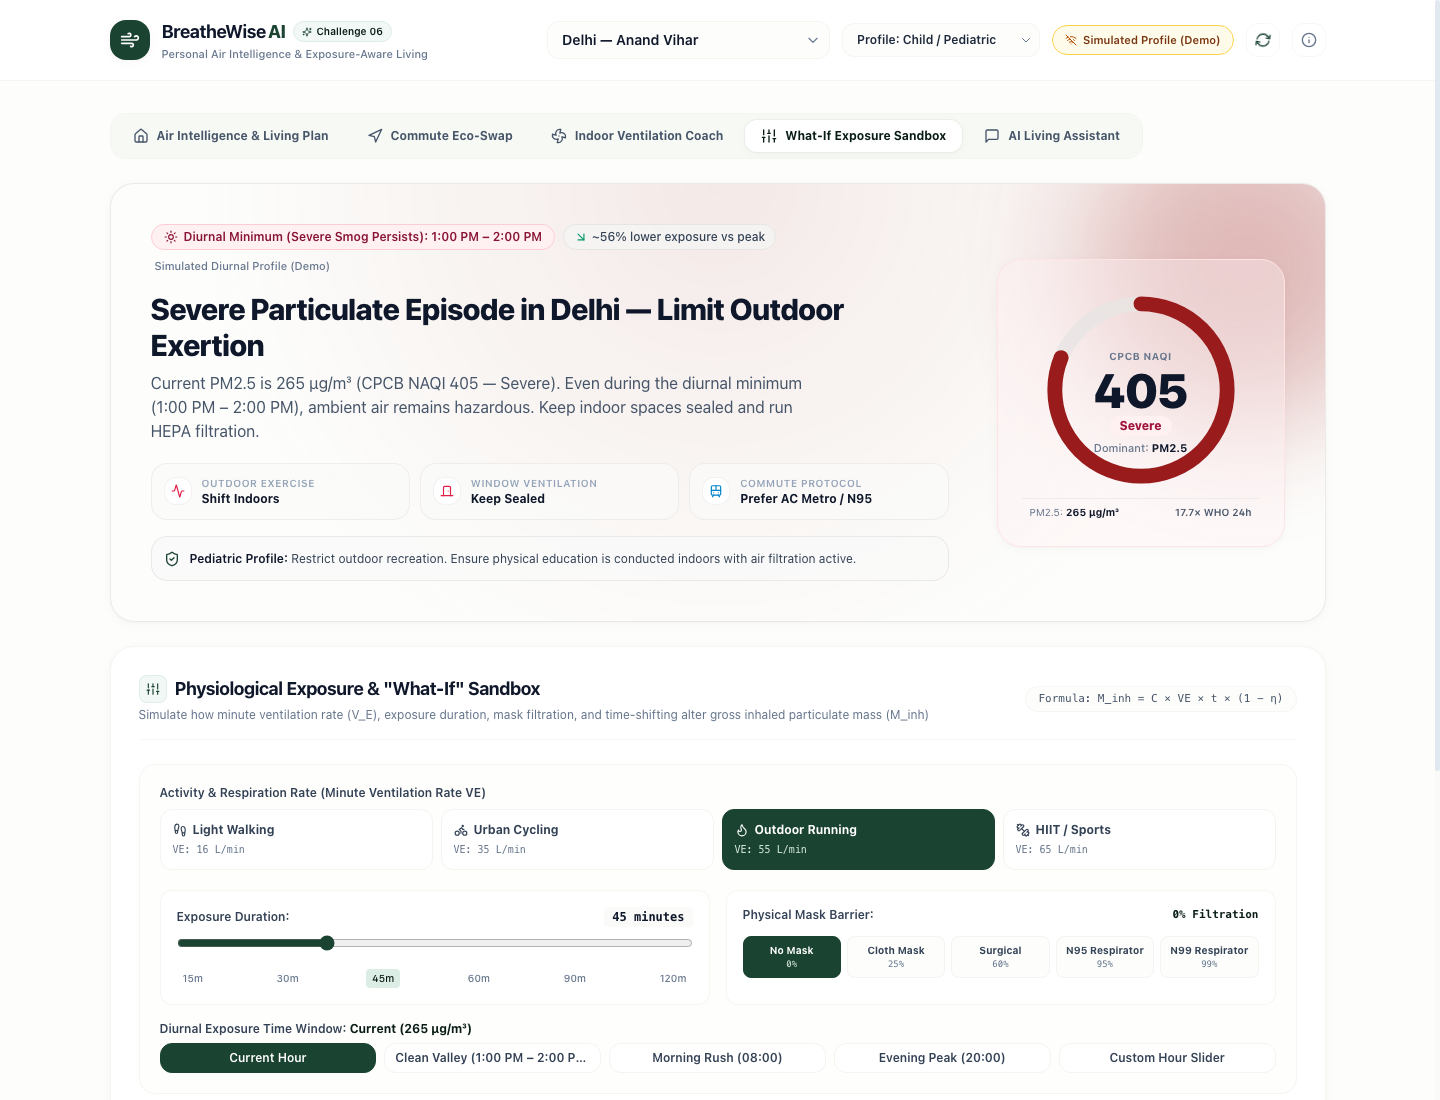 BreatheWise AI
Challenge 06
Personal Air Intelligence & Exposure-Aware Living
Delhi — Anand Vihar
Profile: Child / Pediatric
Simulated Profile (Demo)
Air Intelligence & Living Plan
Commute Eco-Swap
Indoor Ventilation Coach
What-If Exposure Sandbox
AI Living Assistant
Diurnal Minimum (Severe Smog Persists): 1:00 PM – 2:00 PM
~56% lower exposure vs peak
Simulated Diurnal Profile (Demo)
Severe Particulate Episode in Delhi — Limit Outdoor
Exertion
Current PM2.5 is 265 µg/m³ (CPCB NAQI 405 — Severe). Even during the diurnal minimum
(1:00 PM – 2:00 PM), ambient air remains hazardous. Keep indoor spaces sealed and run
HEPA filtration.
OUTDOOR EXERCISE
Shift Indoors
WINDOW VENTILATION
Keep Sealed
COMMUTE PROTOCOL
Prefer AC Metro / N95
Pediatric Profile: Restrict outdoor recreation. Ensure physical education is conducted indoors with air filtration active.
CPCB NAQI
405
Severe
Dominant: PM2.5
PM2.5: 265 µg/m³
17.7× WHO 24h
Physiological Exposure & "What-If" Sandbox
Simulate how minute ventilation rate (V_E), exposure duration, mask filtration, and time-shifting alter gross inhaled particulate mass (M_inh)
Formula: M_inh = C × VE × t × (1 − η)
Activity & Respiration Rate (Minute Ventilation Rate VE)
Light Walking
VE: 16 L/min
Urban Cycling
VE: 35 L/min
Outdoor Running
VE: 55 L/min
HIIT / Sports
VE: 65 L/min
Exposure Duration:
45 minutes
15m
30m
45m
60m
90m
120m
Physical Mask Barrier:
0% Filtration
No Mask
0%
Cloth Mask
25%
Surgical
60%
N95 Respirator
95%
N99 Respirator
99%
Diurnal Exposure Time Window: Current (265 µg/m³)
Current Hour
Clean Valley (1:00 PM – 2:00 P...
Morning Rush (08:00)
Evening Peak (20:00)
Custom Hour Slider